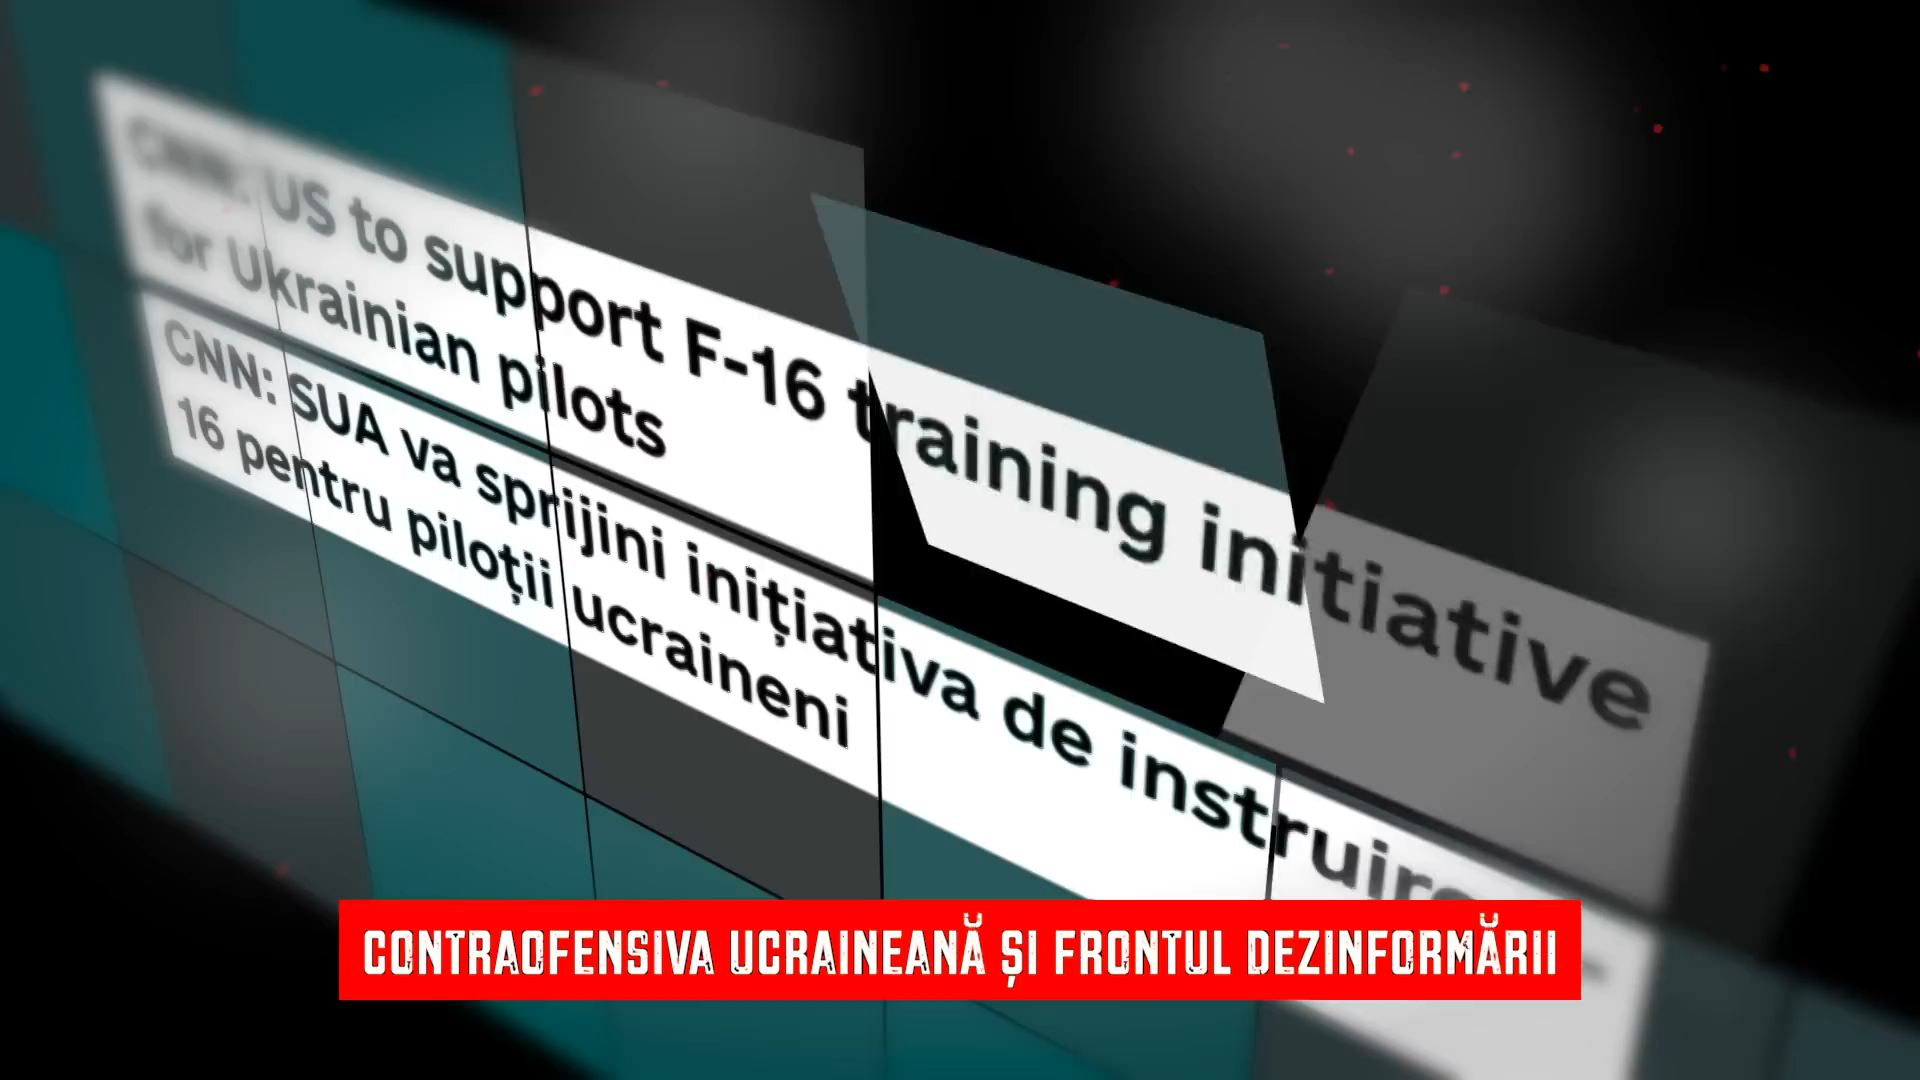 CNN: US to support F-16 training initiative
for Ukrainian pilots
CNN: SUA va sprijini inițiativa de instruire
16 pentru piloții ucraineni
CONTRAOFENSIVA UCRAINEANĂ ȘI FRONTUL DEZINFORMĂRII